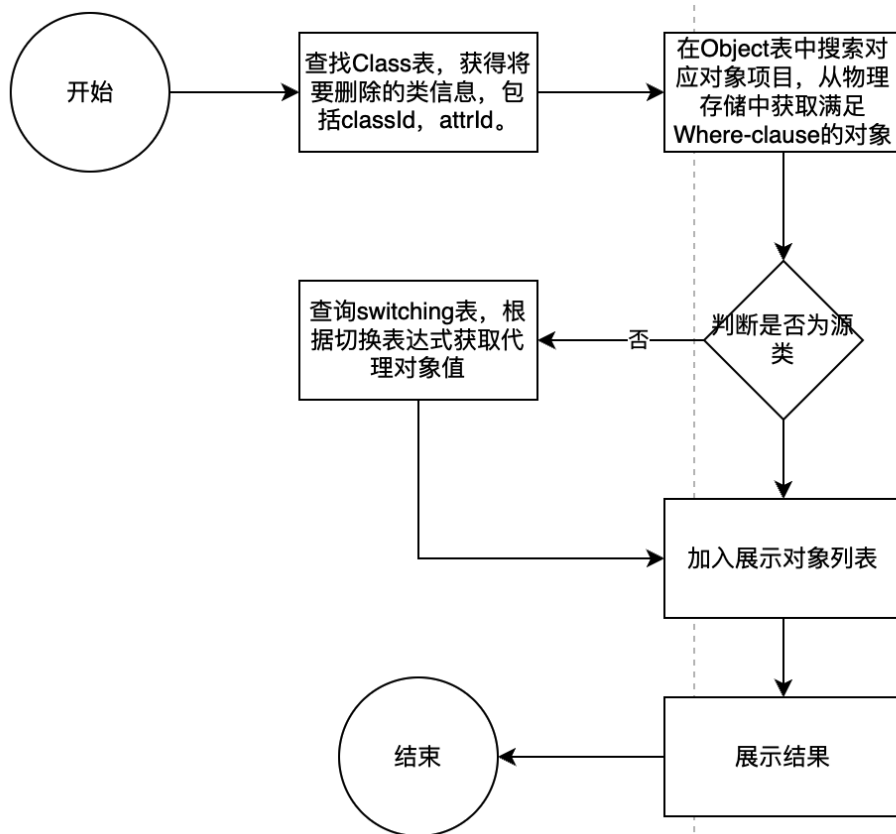 开始
查找Class表，获得将
要删除的类信息，包
括classId，attrId。
在Object表中搜索对
应对象项目，从物理
存储中获取满足
Where-clause的对象
查询switching表，根
据切换表达式获取代
理对象值
否
判断是否为源
类
加入展示对象列表
结束
展示结果